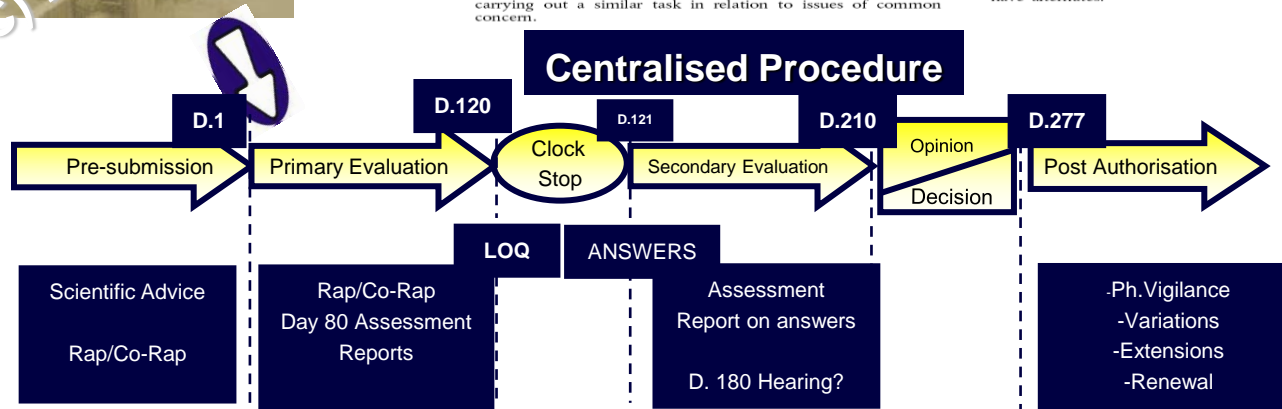 carrying out a similar task in relation to issues of common
concern.
Centralised Procedure
D.1
D.120
D.121
D.210
D.277
Pre-submission
Primary Evaluation
Clock
Stop
Secondary Evaluation
Opinion
Decision
Post Authorisation
LOQ
ANSWERS
Scientific Advice
Rap/Co-Rap
Rap/Co-Rap
Day 80 Assessment
Reports
Assessment
Report on answers
D. 180 Hearing?
-Ph.Vigilance
-Variations
-Extensions
-Renewal